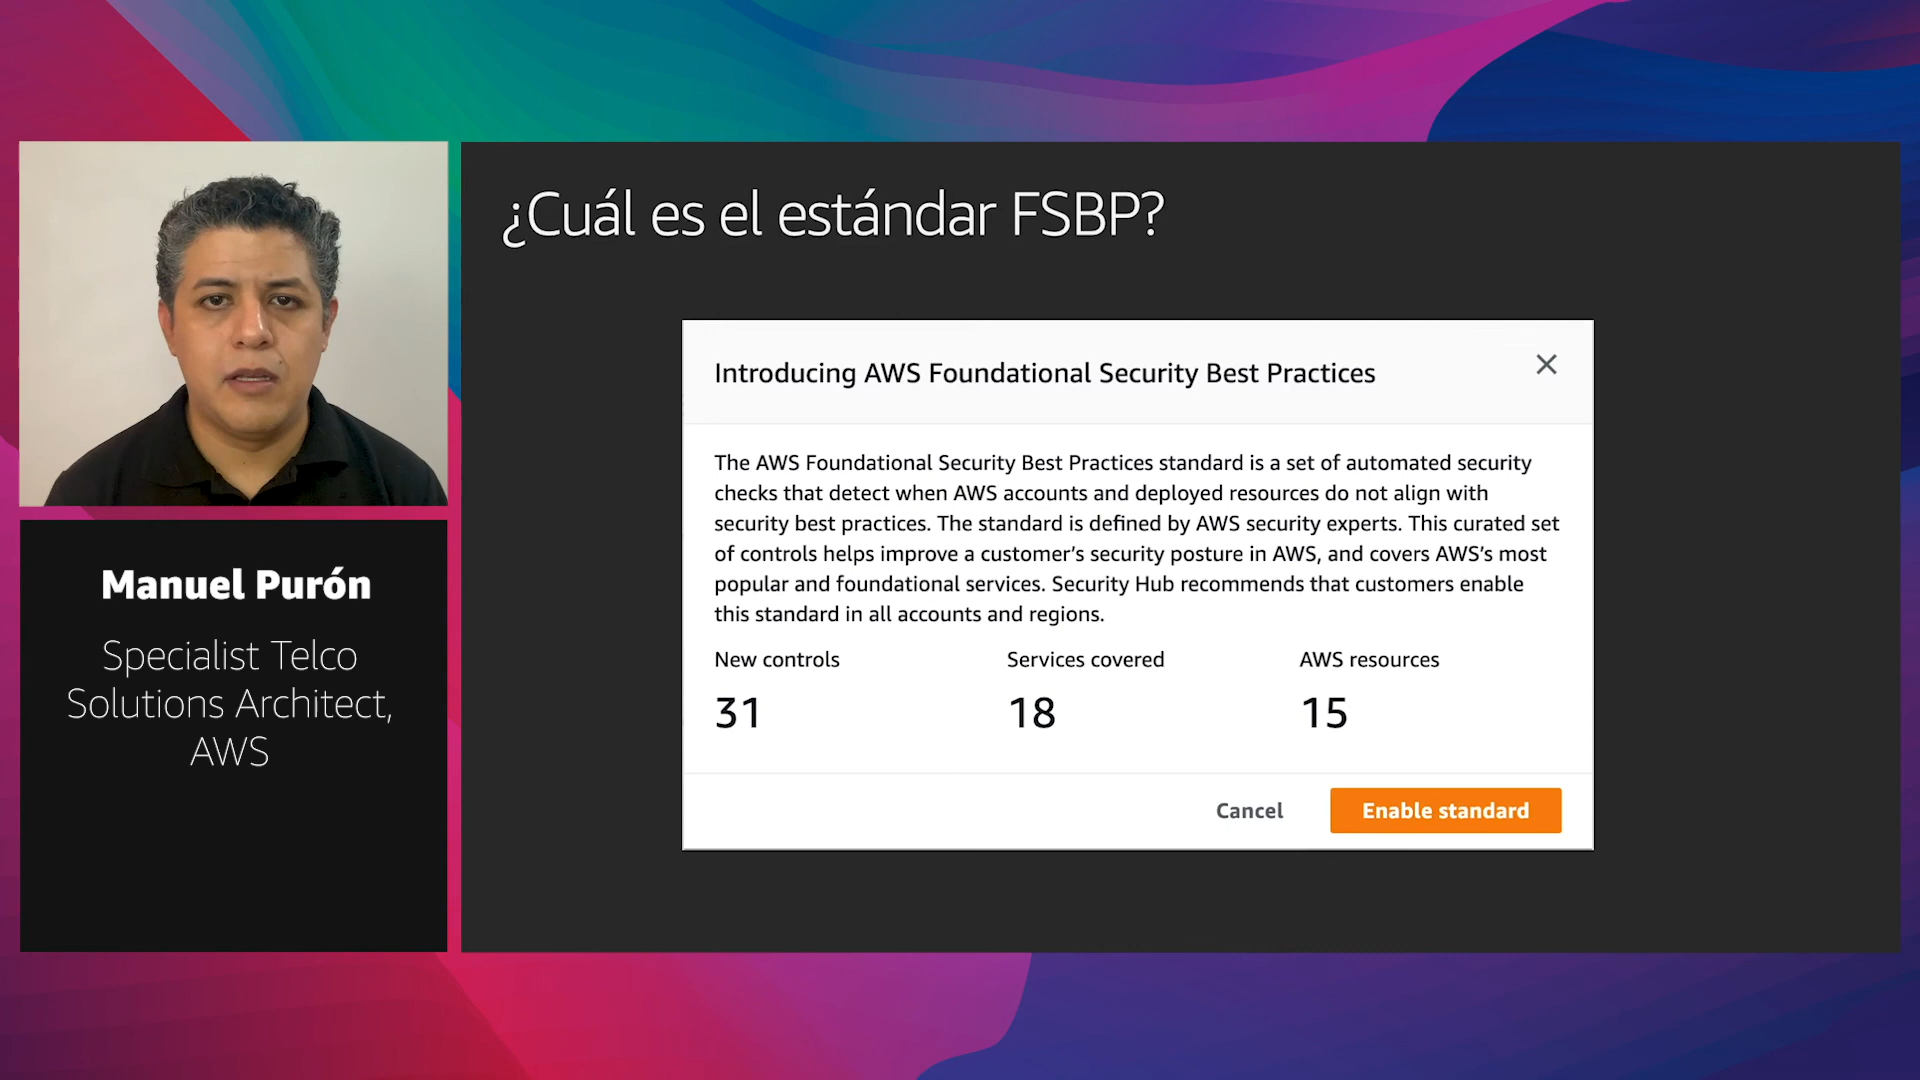 ¿Cuál es el estándar FSBP?
Manuel Purón
Specialist Telco
Solutions Architect,
AWS
Introducing AWS Foundational Security Best Practices
The AWS Foundational Security Best Practices standard is a set of automated security
checks that detect when AWS accounts and deployed resources do not align with
security best practices. The standard is defined by AWS security experts. This curated set
of controls helps improve a customer’s security posture in AWS, and covers AWS’s most
popular and foundational services. Security Hub recommends that customers enable
this standard in all accounts and regions.
New controls Services covered AWS resources
31 18 15
Cancel Enable standard